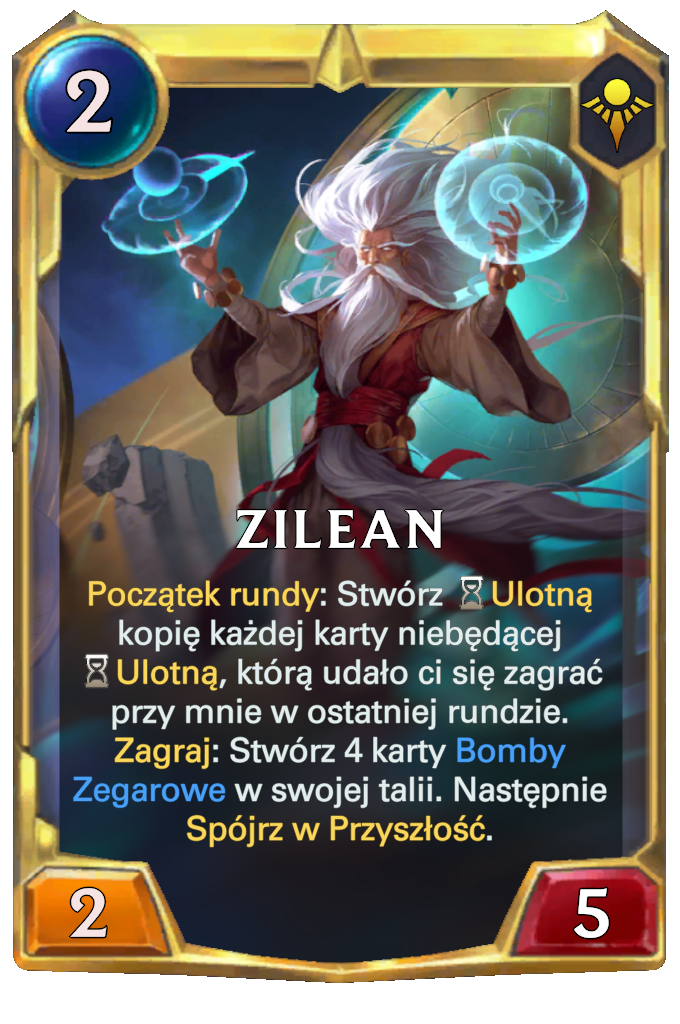 2
ZILEAN
Początek rundy: Stwórz Ulotną
kopię każdej karty niebędącej
Ulotną, którą udało ci się zagrać
przy mnie w ostatniej rundzie.
Zagraj: Stwórz 4 karty Bomby
Zegarowe w swojej talii. Następnie
Spójrz w Przyszłość.
2
5